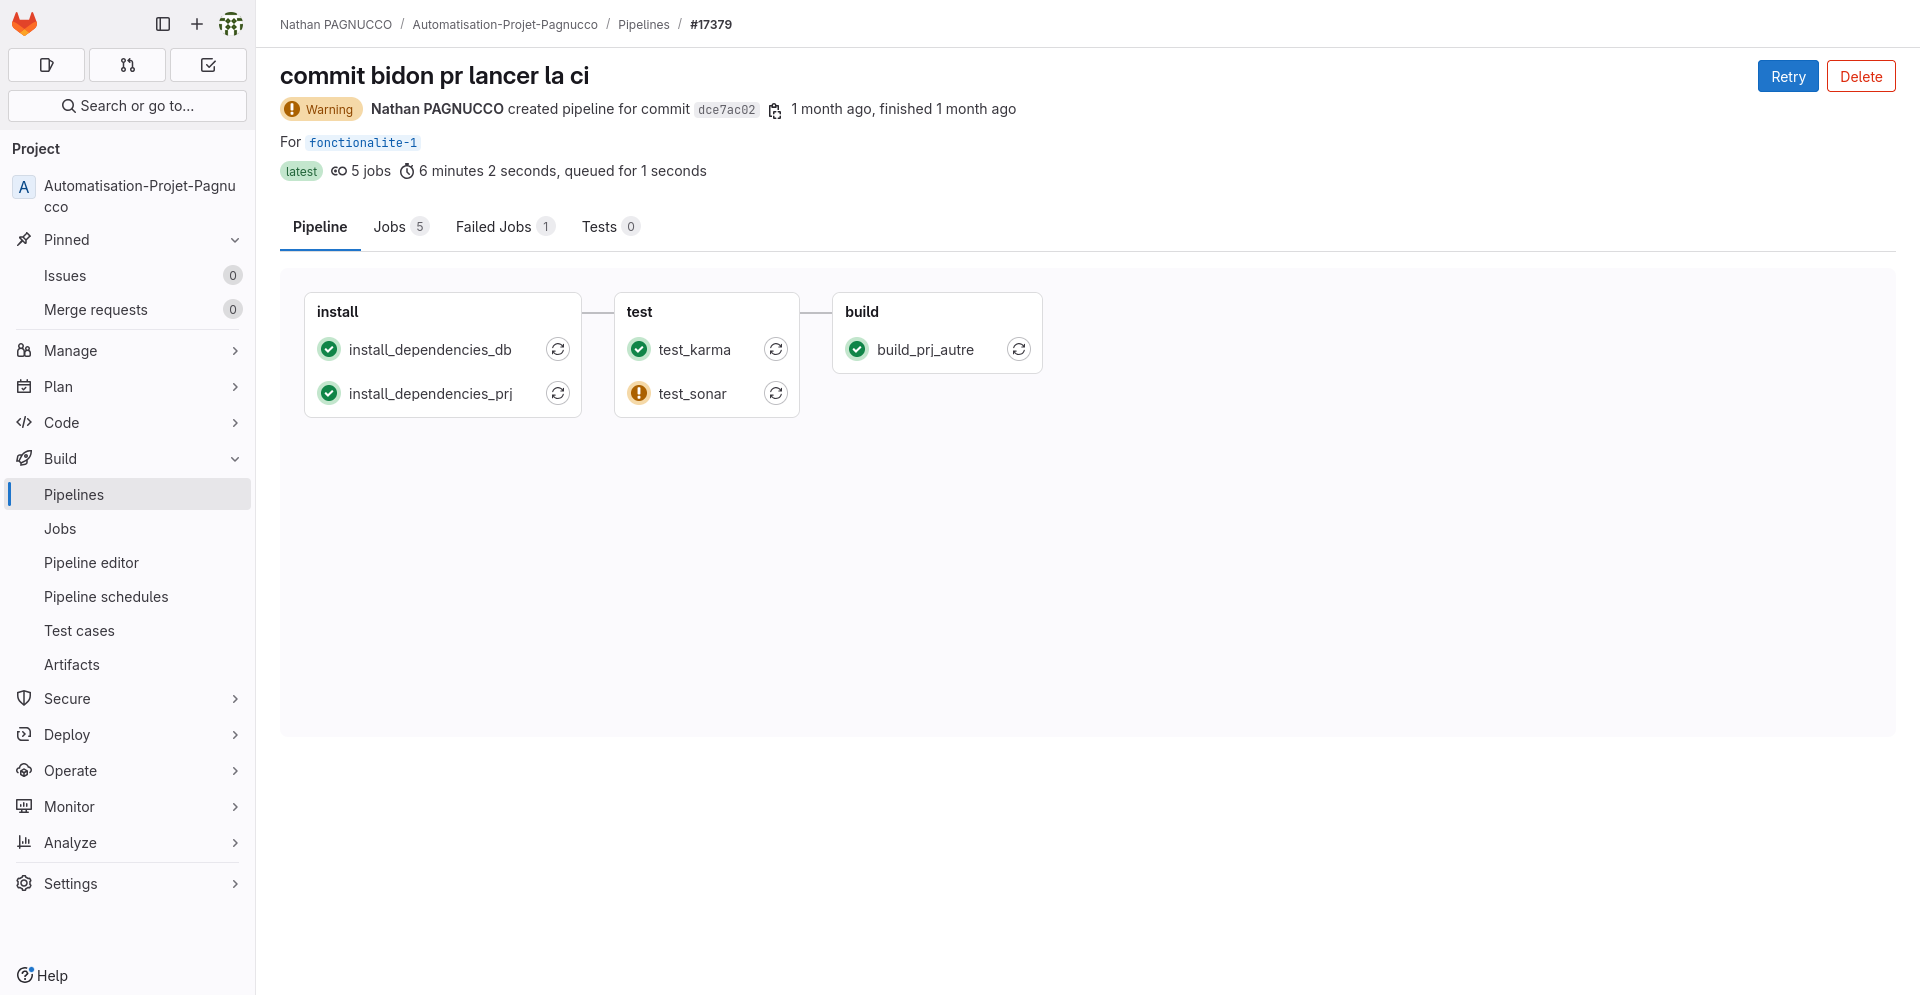 Nathan PAGNUCCO / Automatisation-Projet-Pagnucco / Pipelines / #17379
Search or go to...
Project
A Automatisation-Projet-Pagnu
cco
Pinned
Issues 0
Merge requests 0
Manage
Plan
Code
Build
Pipelines
Jobs
Pipeline editor
Pipeline schedules
Test cases
Artifacts
Secure
Deploy
Operate
Monitor
Analyze
Settings
Help
commit bidon pr lancer la ci
Retry Delete
Warning Nathan PAGNUCCO created pipeline for commit dce7ac02 1 month ago, finished 1 month ago
For fonctionalite-1
latest 5 jobs 6 minutes 2 seconds, queued for 1 seconds
Pipeline Jobs 5 Failed Jobs 1 Tests 0
install
install_dependencies_db
install_dependencies_prj
test
test_karma
test_sonar
build
build_prj_autre